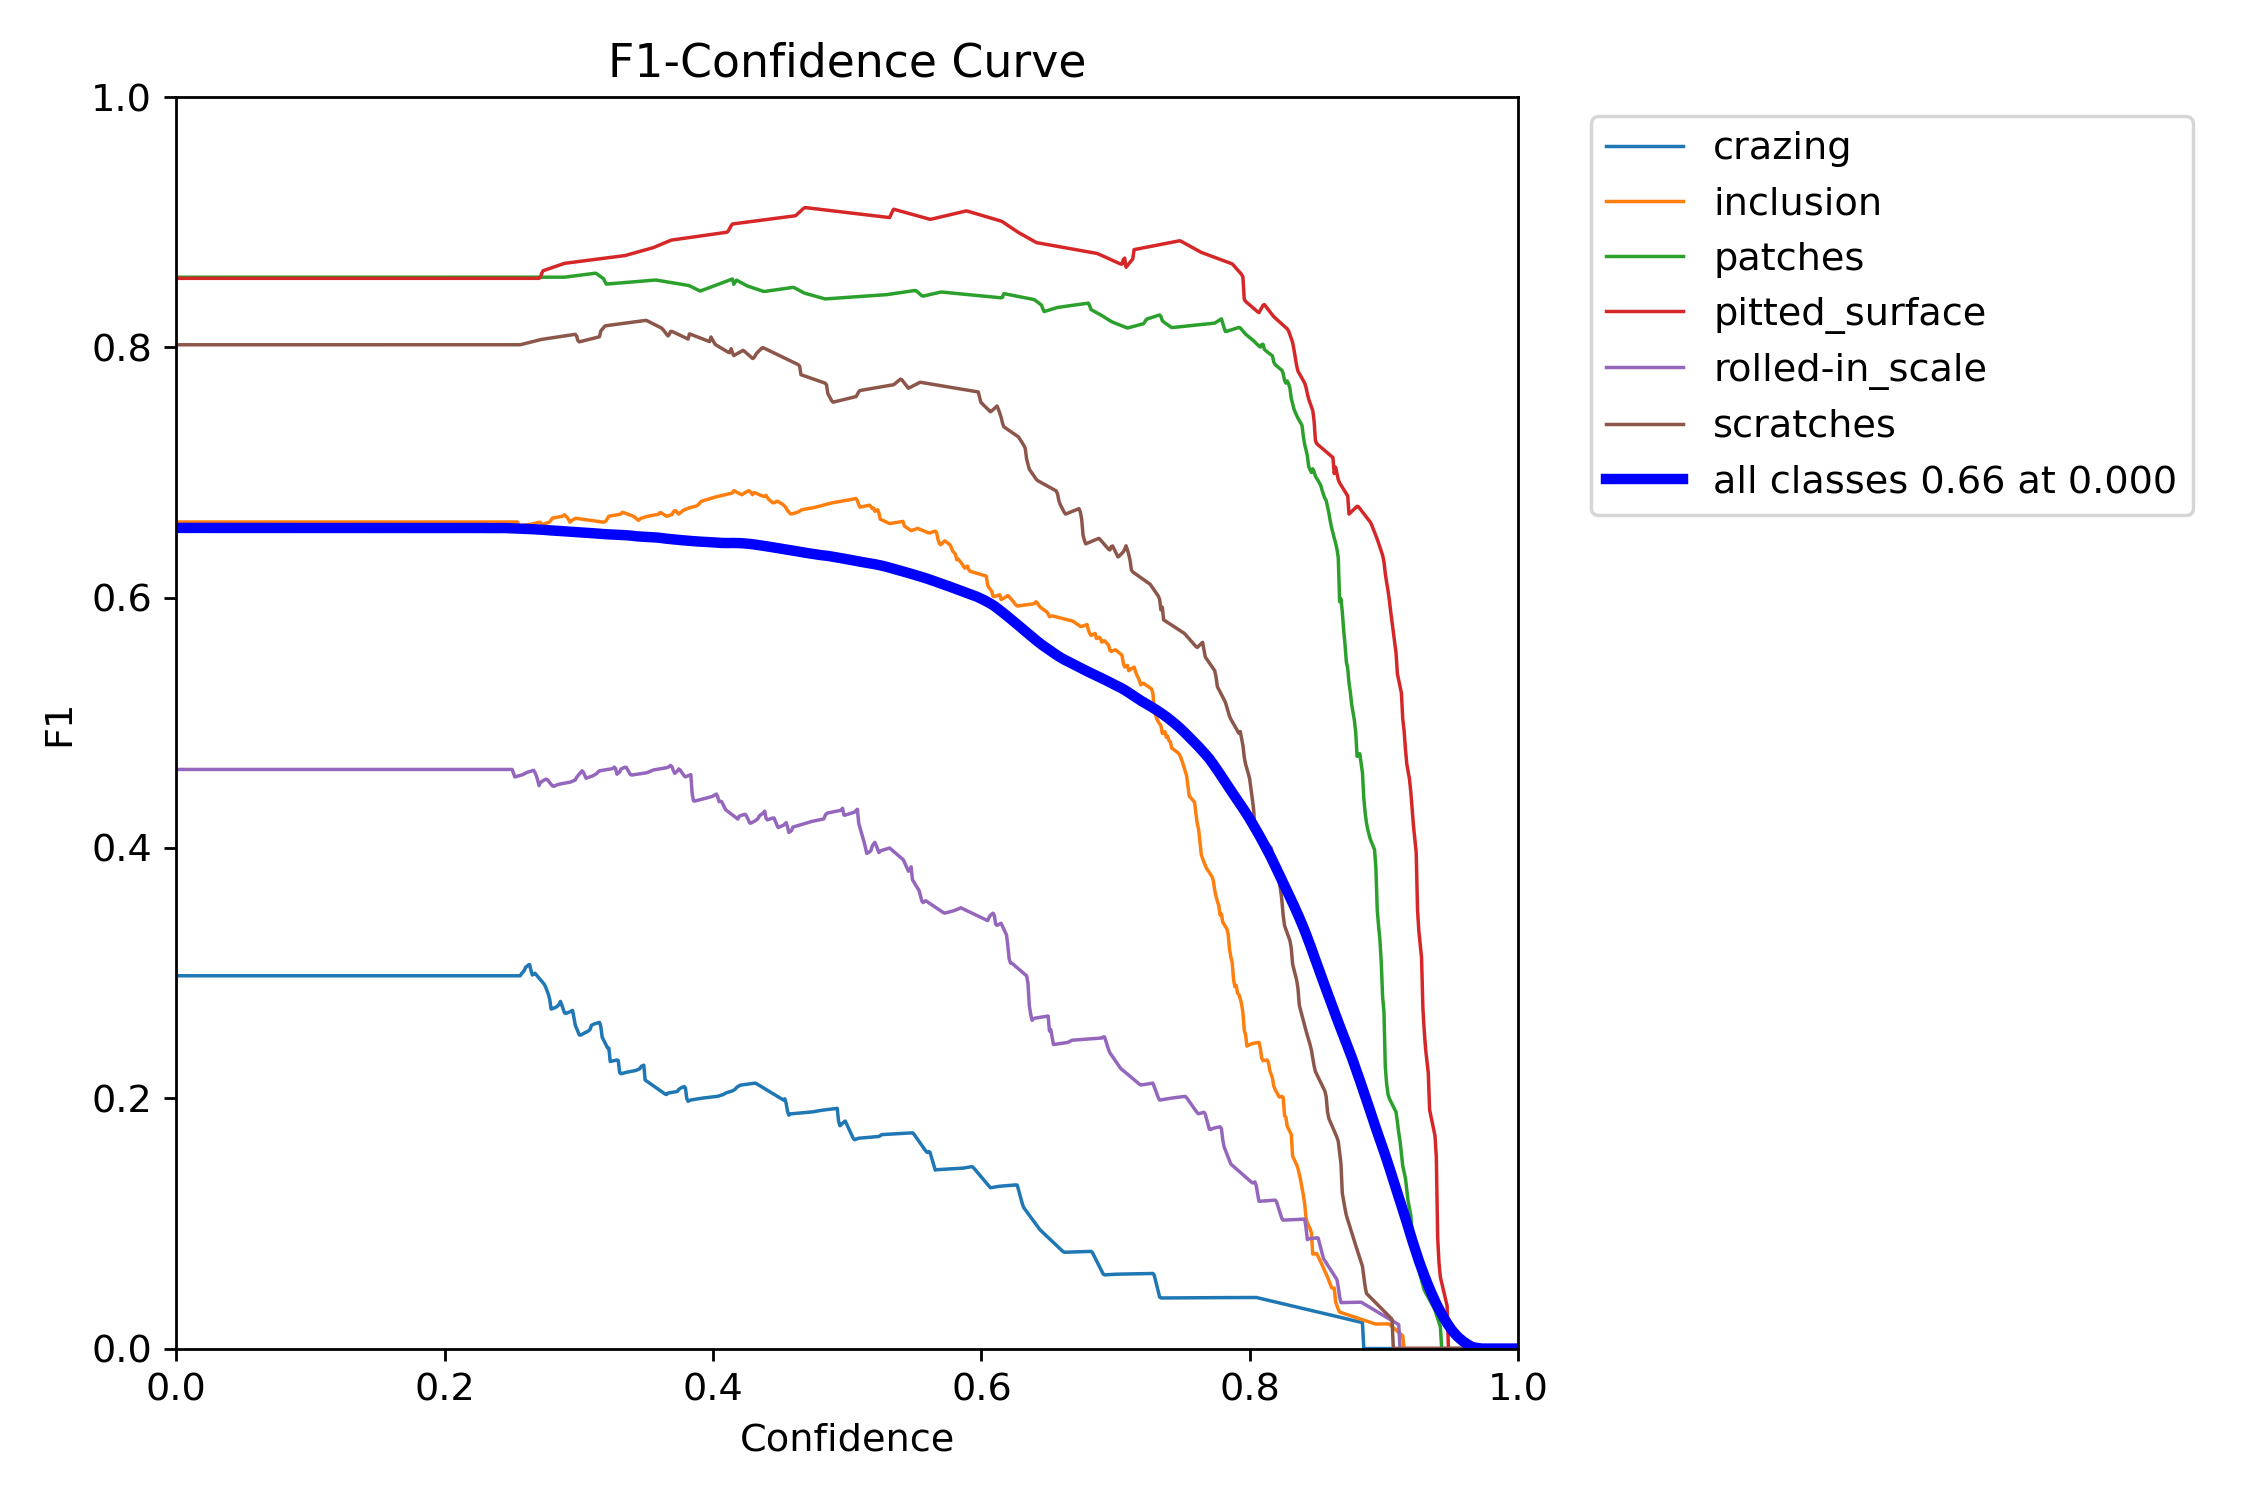 F1-Confidence Curve
1.0
0.8
0.6
0.4
0.2
0.0
F1
0.0 0.2 0.4 0.6 0.8 1.0
Confidence
crazing
inclusion
patches
pitted_surface
rolled-in_scale
scratches
all classes 0.66 at 0.000